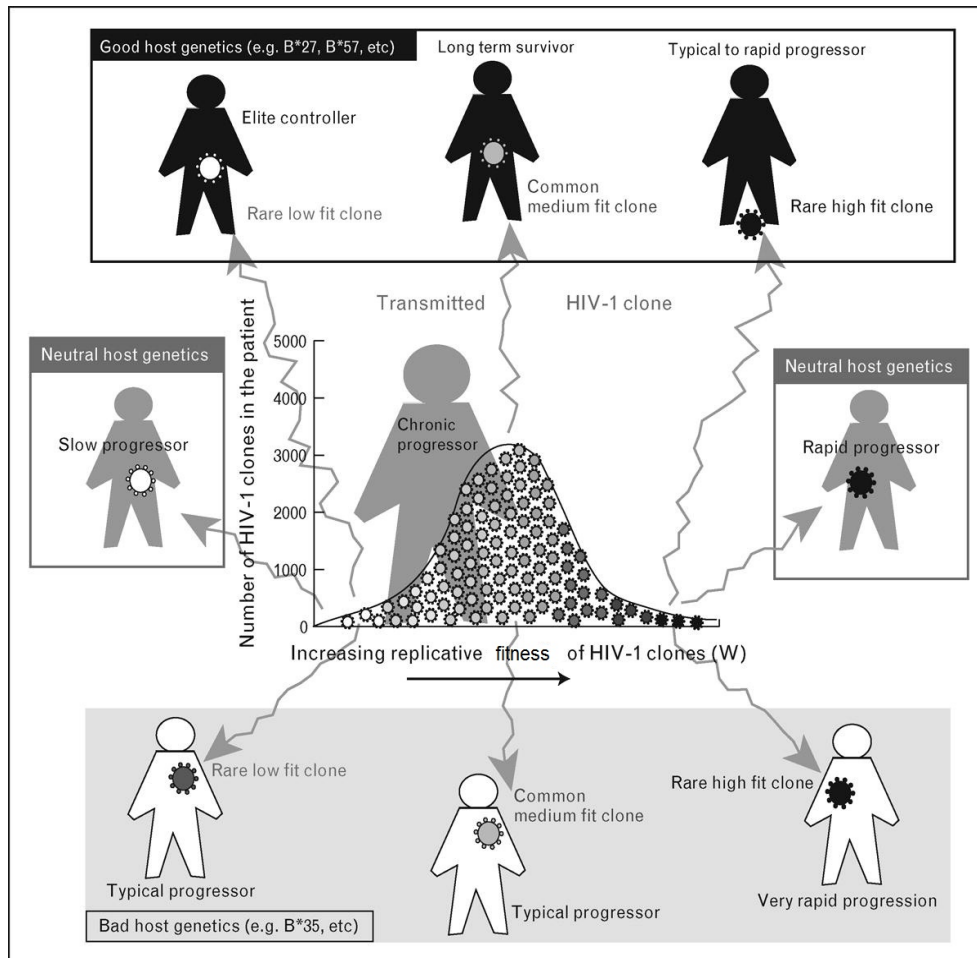 Good host genetics (e.g. B*27, B*57, etc)
Long term survivor
Typical to rapid progressor
Elite controller
Rare low fit clone
Common
medium fit clone
Rare high fit clone
Transmitted
HIV-1 clone
Neutral host genetics
Slow progressor
Number of HIV-1 clones in the patient
5000
4000
3000
2000
1000
0
Chronic
progressor
Neutral host genetics
Rapid progressor
Increasing replicative fitness of HIV-1 clones (W)
Rare low fit clone
Typical progressor
Common
medium fit clone
Typical progressor
Rare high fit clone
Very rapid progression
Bad host genetics (e.g. B*35, etc)